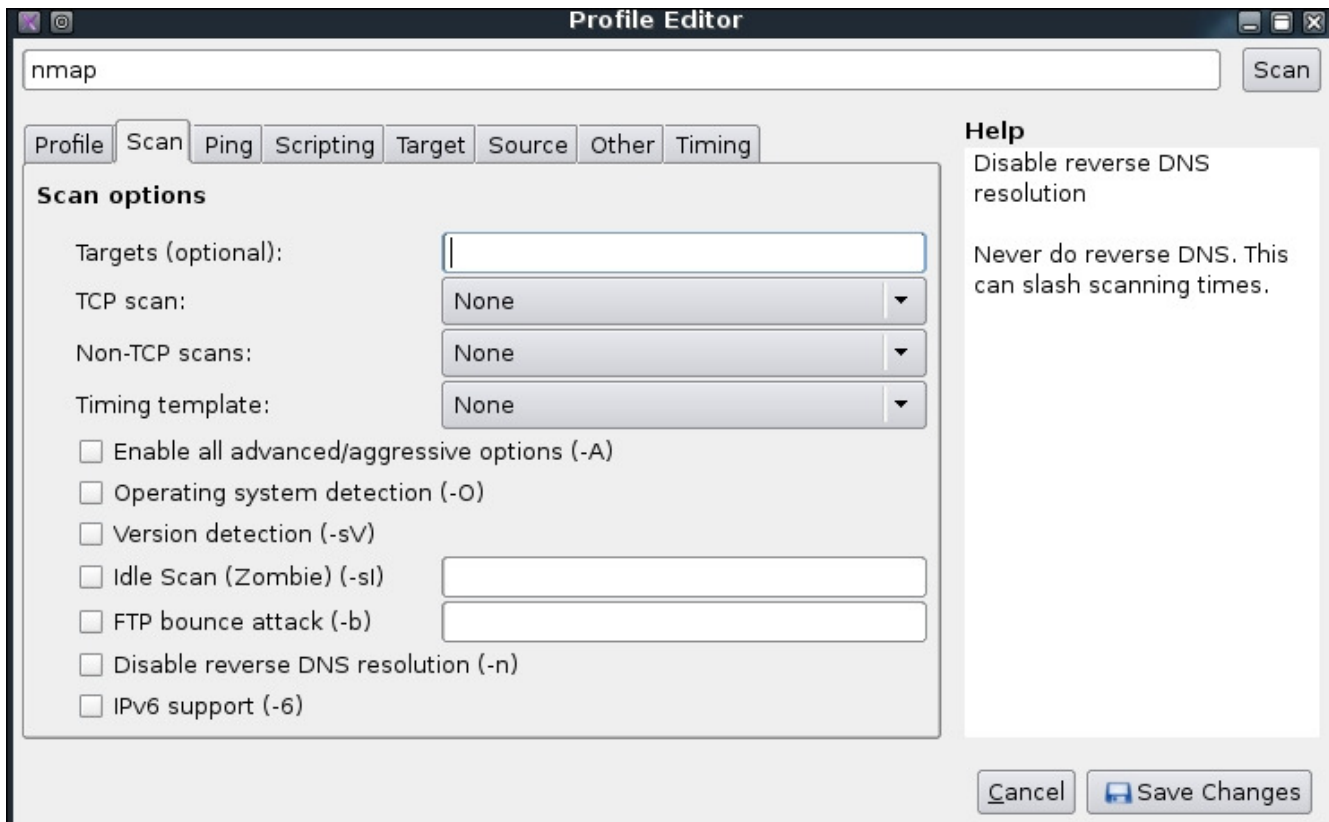 Profile Editor
nmap
Scan
Profile
Scan
Ping
Scripting
Target
Source
Other
Timing
Scan options
Targets (optional):
TCP scan:
None
Non-TCP scans:
None
Timing template:
None
Enable all advanced/aggressive options (-A)
Operating system detection (-O)
Version detection (-sV)
Idle Scan (Zombie) (-sI)
FTP bounce attack (-b)
Disable reverse DNS resolution (-n)
IPv6 support (-6)
Help
Disable reverse DNS
resolution
Never do reverse DNS. This
can slash scanning times.
Cancel
Save Changes